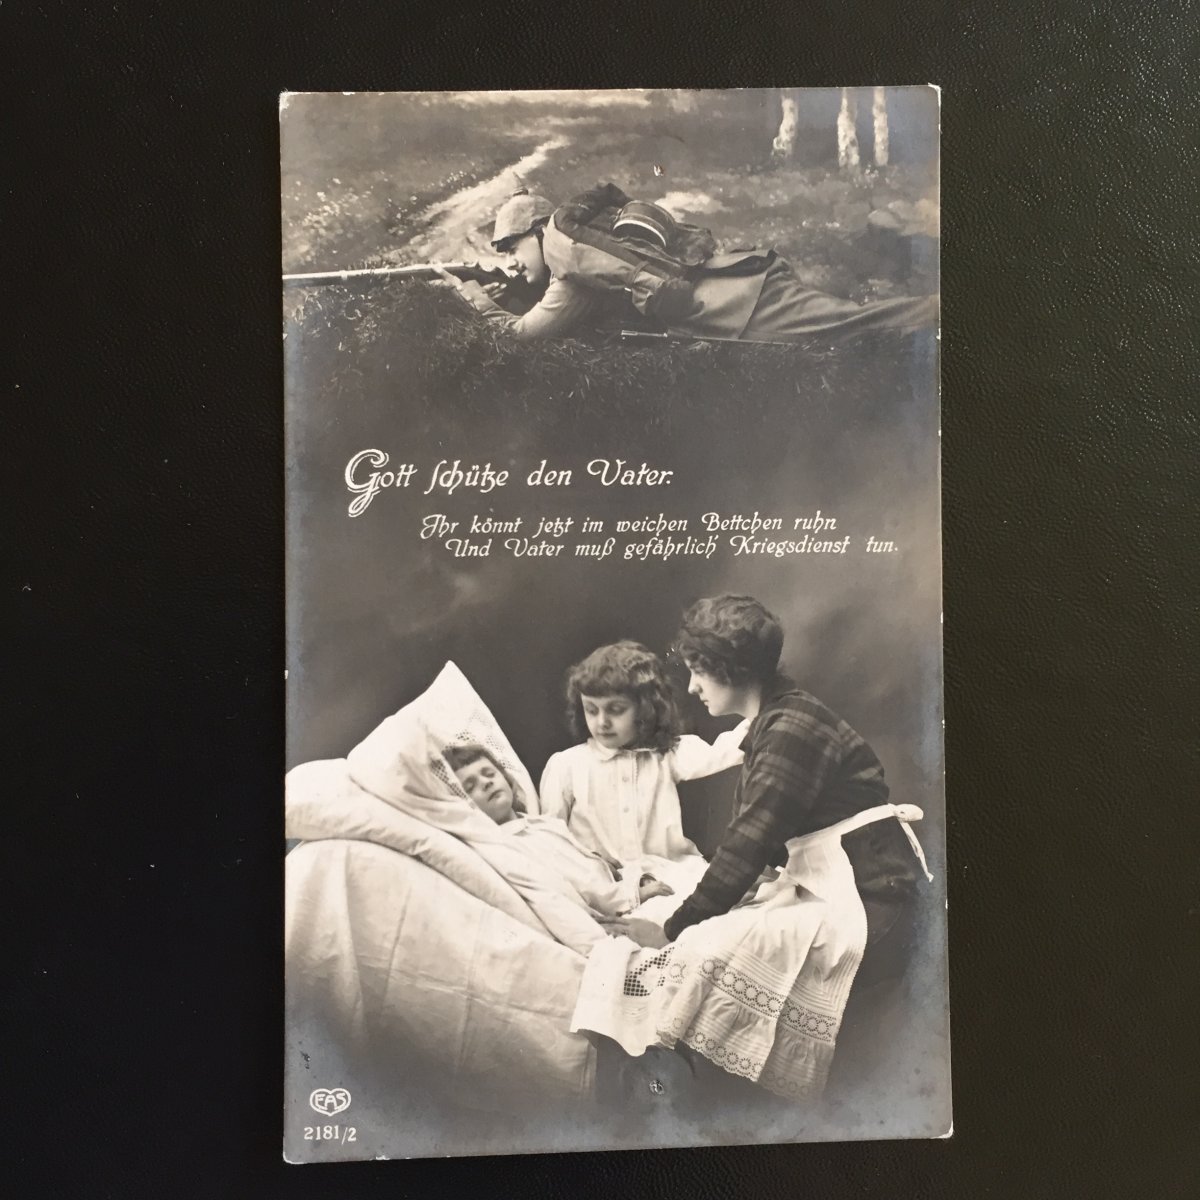 Gott schütze den Vater.
Ihr könnt jetzt im weichen Bettchen ruhn
Und Vater muß gefährlich Kriegsdienst tun.
EAS
2181/2